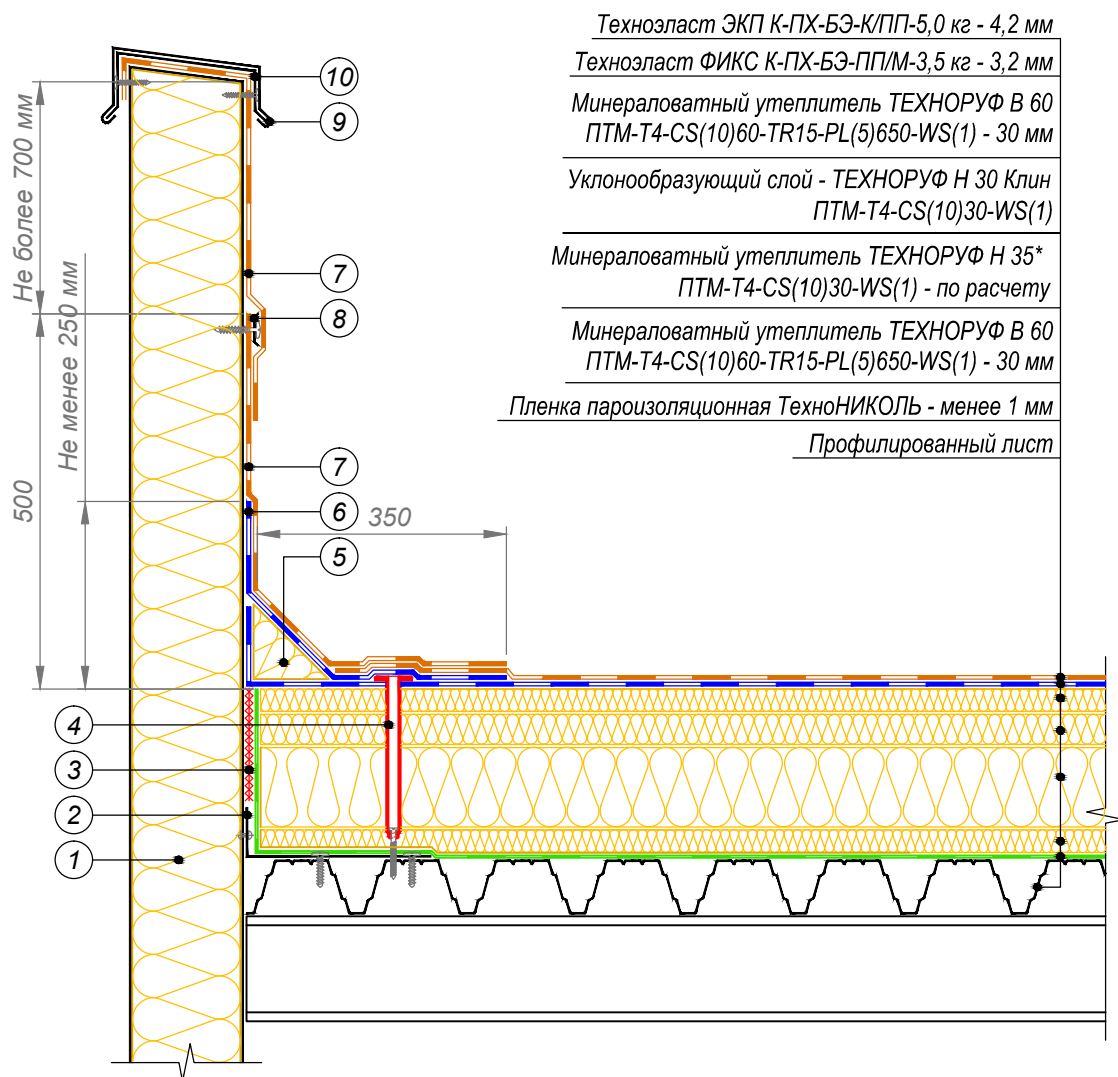 Техноэласт ЭКП К-ПХ-БЭ-К/ПП-5,0 кг - 4,2 мм
Техноэласт ФИКС К-ПХ-БЭ-ПП/М-3,5 кг - 3,2 мм
Минераловатный утеплитель ТЕХНОРУФ В 60
ПТМ-Т4-CS(10)60-TR15-PL(5)650-WS(1) - 30 мм
Уклонообразующий слой - ТЕХНОРУФ Н 30 Клин
ПТМ-Т4-CS(10)30-WS(1)
Минераловатный утеплитель ТЕХНОРУФ Н 35*
ПТМ-Т4-CS(10)30-WS(1) - по расчету
Минераловатный утеплитель ТЕХНОРУФ В 60
ПТМ-Т4-CS(10)60-TR15-PL(5)650-WS(1) - 30 мм
Пленка пароизоляционная ТехноНИКОЛЬ - менее 1 мм
Профилированный лист
10
9
Не более 700 мм
7
8
Не менее 250 мм
500
7
6
350
5
4
3
2
1